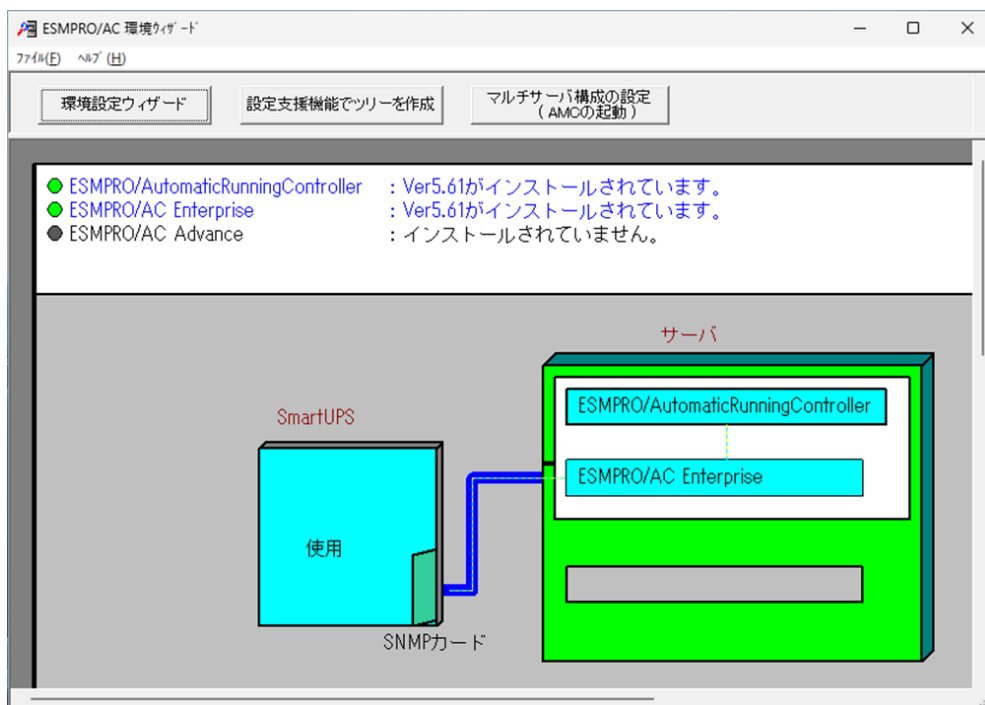 ESMPRO/AC 環境ｳｨｻﾞｰﾄﾞ
ﾌｧｲﾙ(F) ﾍﾙﾌﾟ(H)
環境設定ウィザード
設定支援機能でツリーを作成
マルチサーバ構成の設定
(AMCの起動)
ESMPRO/AutomaticRunningController : Ver5.61がインストールされています。
ESMPRO/AC Enterprise : Ver5.61がインストールされています。
ESMPRO/AC Advance : インストールされていません。
サーバ
ESMPRO/AutomaticRunningController
SmartUPS
ESMPRO/AC Enterprise
使用
SNMPカード